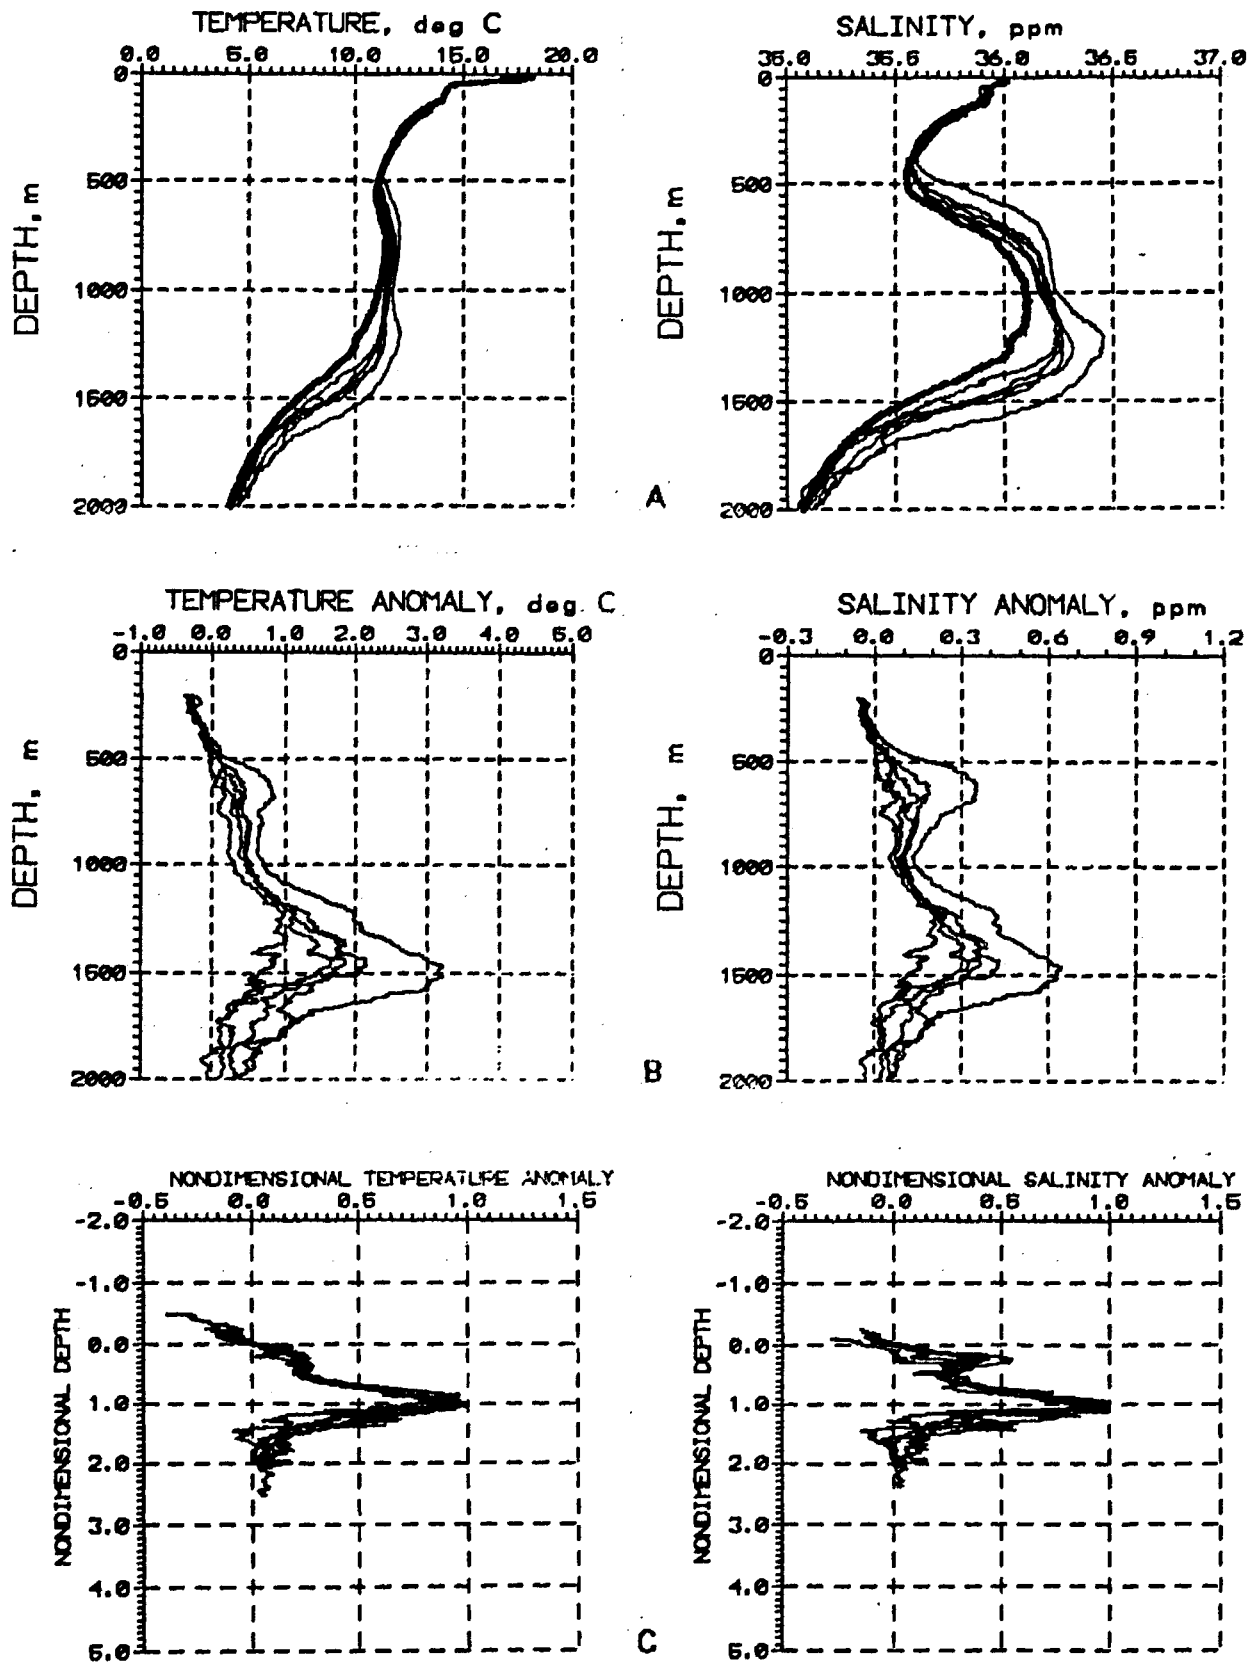 TEMPERATURE, deg C
0.0 5.0 10.0 15.0 20.0
0
500
1000
1500
2000
DEPTH, m
SALINITY, ppm
35.0 35.5 36.0 36.5 37.0
0
500
1000
1500
2000
DEPTH, m
A
TEMPERATURE ANOMALY, deg. C
-1.0 0.0 1.0 2.0 3.0 4.0 5.0
0
500
1000
1500
2000
DEPTH, m
SALINITY ANOMALY, ppm
-0.3 0.0 0.3 0.6 0.9 1.2
0
500
1000
1500
2000
DEPTH, m
B
NONDIMENSIONAL TEMPERATURE ANOMALY
-0.5 0.0 0.5 1.0 1.5
-2.0
-1.0
0.0
1.0
2.0
3.0
4.0
5.0
NONDIMENSIONAL DEPTH
NONDIMENSIONAL SALINITY ANOMALY
-0.5 0.0 0.5 1.0 1.5
-2.0
-1.0
0.0
1.0
2.0
3.0
4.0
5.0
NONDIMENSIONAL DEPTH
C